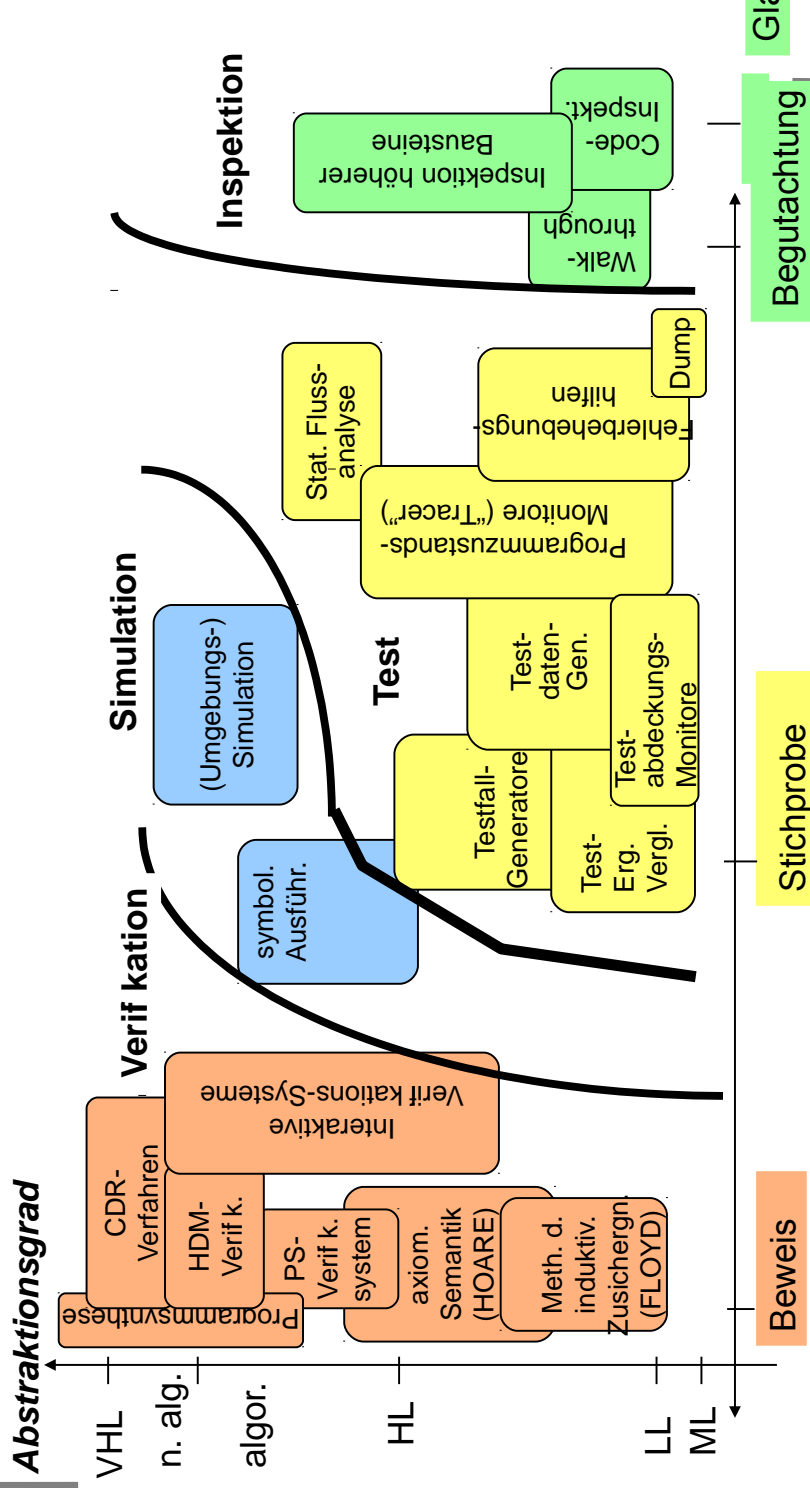 Abstraktionsgrad
VHL
n. alg.
algor.
HL
LL
ML
Verif kation
Simulation
Test
Inspektion
Programmsynthese
CDR-
Verfahren
HDM-
Verif k.
PS-
Verif k.
system
axiom.
Semantik
(HOARE)
Meth. d.
induktiv.
Zusichergn.
(FLOYD)
Interaktive
Verif kations-Systeme
symbol.
Ausführ.
(Umgebungs-)
Simulation
Testfall-
Generatore
Test-
Erg.
Vergl.
Test-
daten-
Gen.
Test-
abdeckungs-
Monitore
Programmzustands-
Monitore (“Tracer”)
Stat. Fluss-
analyse
Fehlerbehebungs-
hilfen
Dump
Walk-
through
Inspektion höherer
Bausteine
Code-
Inspekt.
Beweis
Stichprobe
Begutachtung
Gla